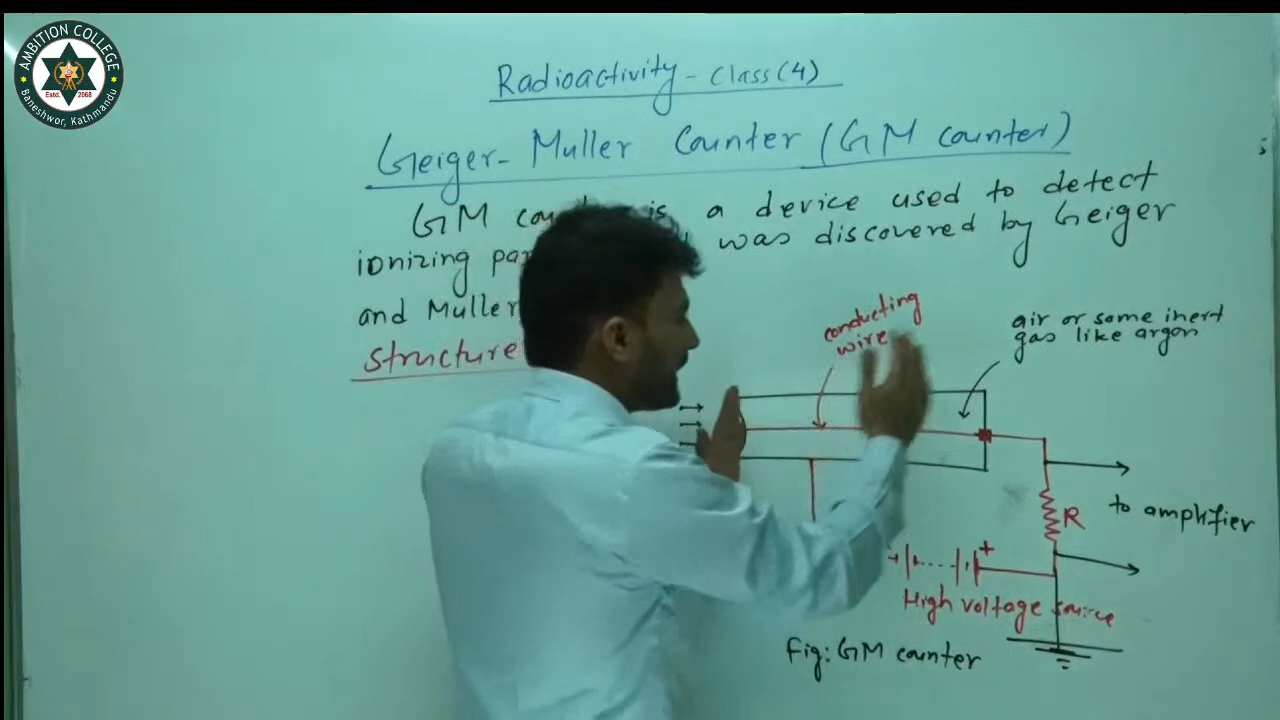 AMBITION COLLEGE
Estd. 2068
Baneshwor, Kathmandu
Radioactivity - Class (4)
Geiger- Muller Counter (GM counter)
GM is a device used to detect
ionizing was discovered by Geiger
and Muller
Structure
conducting
wire
air or some inert
gas like argon
R
to amplifier
+
High voltage source
Fig: GM counter